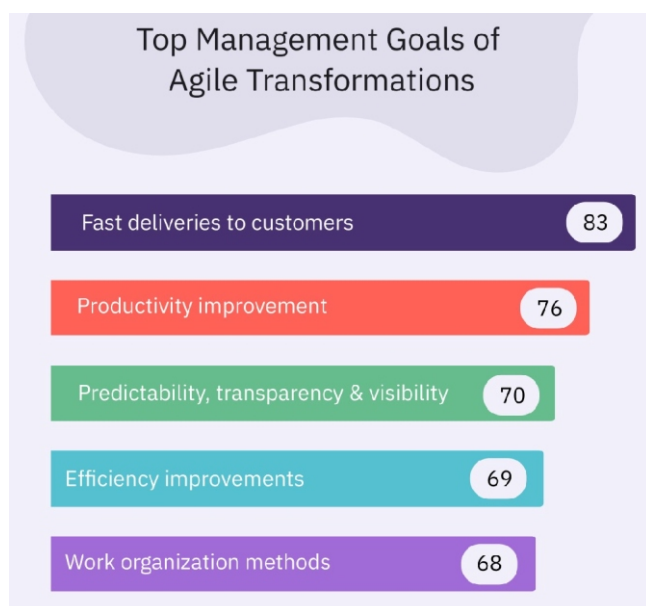 Top Management Goals of
Agile Transformations
Fast deliveries to customers 83
Productivity improvement 76
Predictability, transparency & visibility 70
Efficiency improvements 69
Work organization methods 68